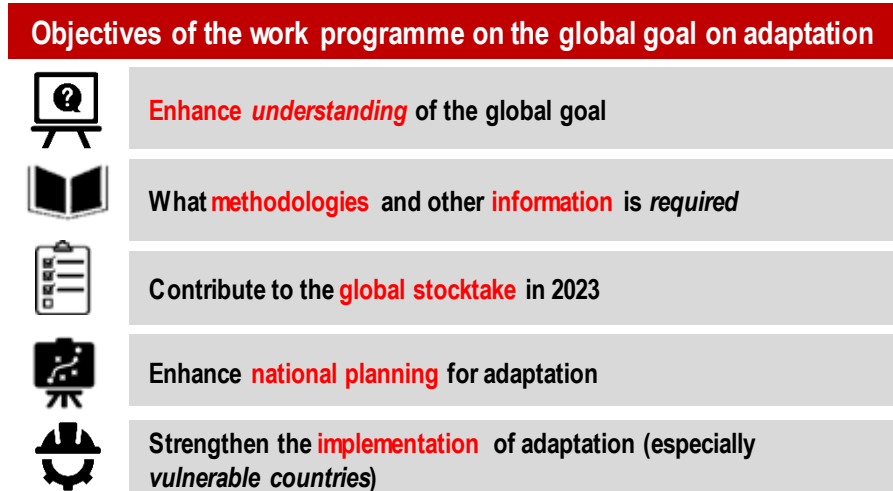 Objectives of the work programme on the global goal on adaptation
?
Enhance understanding of the global goal
What methodologies and other information is required
Contribute to the global stocktake in 2023
Enhance national planning for adaptation
Strengthen the implementation of adaptation (especially
vulnerable countries)